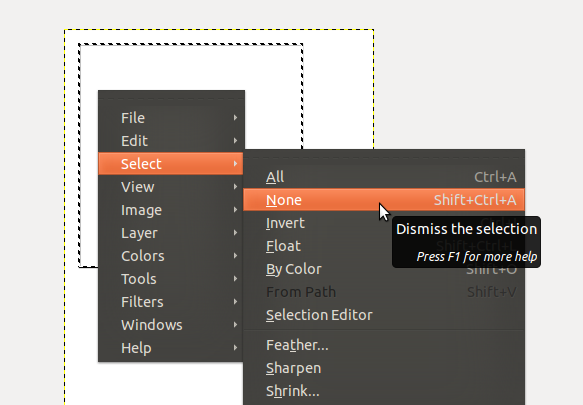 File
Edit
Select
View
Image
Layer
Colors
Tools
Filters
Windows
Help
All Ctrl+A
None Shift+Ctrl+A
Invert
Float
By Color Shift+O
From Path Shift+V
Selection Editor
Feather...
Sharpen
Shrink...
Dismiss the selection
Press F1 for more help